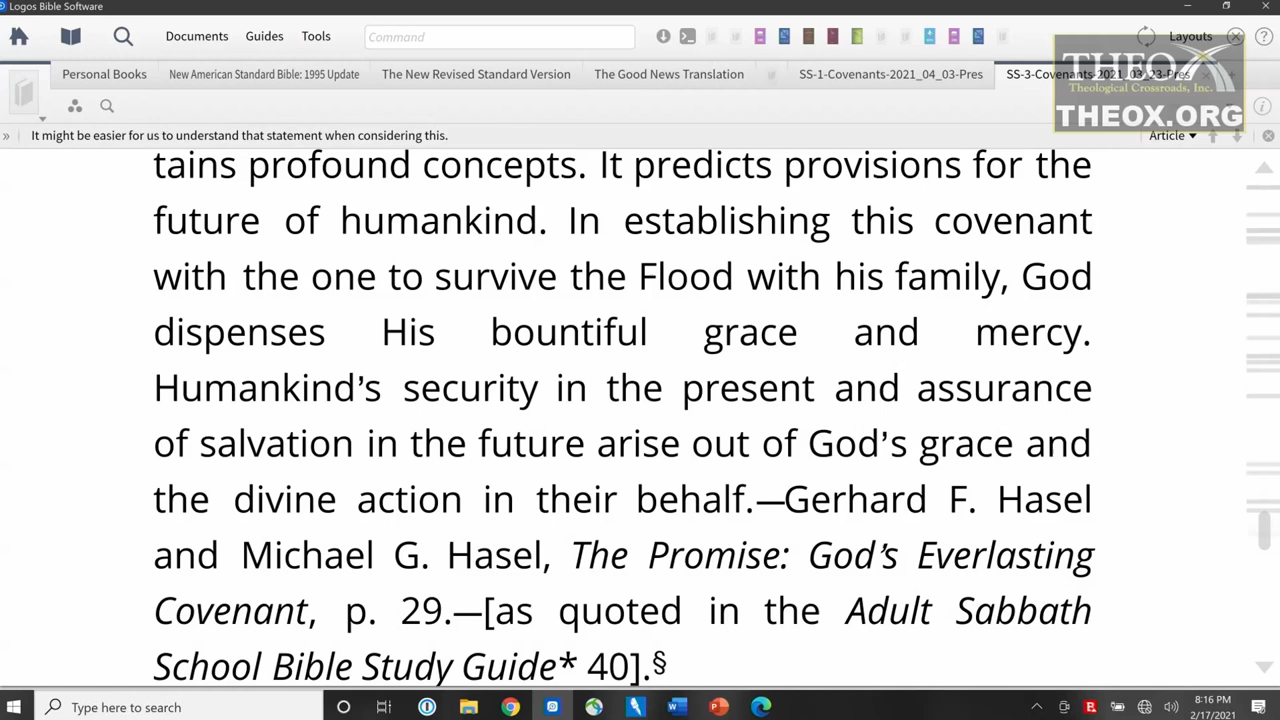 Logos Bible Software
Documents Guides Tools Command Layouts
THEOX
Theological Crossroads, Inc.
THEOX.ORG
Personal Books New American Standard Bible: 1995 Update The New Revised Standard Version The Good News Translation SS-1-Covenants-2021_04_03-Pres SS-3-Covenants-2021_03_23-Pres
It might be easier for us to understand that statement when considering this. Article
tains profound concepts. It predicts provisions for the
future of humankind. In establishing this covenant
with the one to survive the Flood with his family, God
dispenses His bountiful grace and mercy.
Humankind’s security in the present and assurance
of salvation in the future arise out of God’s grace and
the divine action in their behalf.—Gerhard F. Hasel
and Michael G. Hasel, The Promise: God’s Everlasting
Covenant, p. 29.—[as quoted in the Adult Sabbath
School Bible Study Guide* 40].§
Type here to search
8:16 PM
2/17/2021